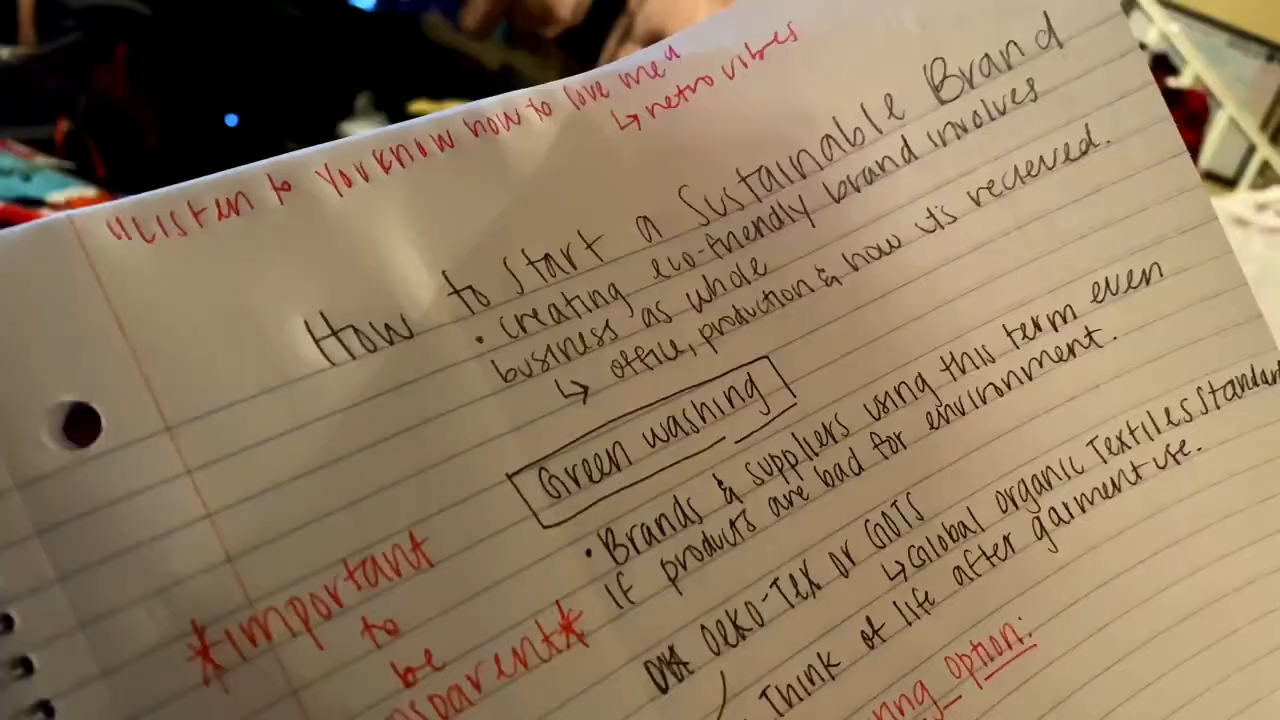 "Listen to You know how to love me"
↳ retro vibes
How to start a Sustainable Brand
• creating eco-friendly brand involves
business as whole
↳ office, production & how it's recieved.
Green washing
• Brands & suppliers using this term even
if products are bad for environment.
Oeko-Tex or GOTS
↳ Global organic Textiles Standard
Think of life after garment use.
*important
to
be
option: